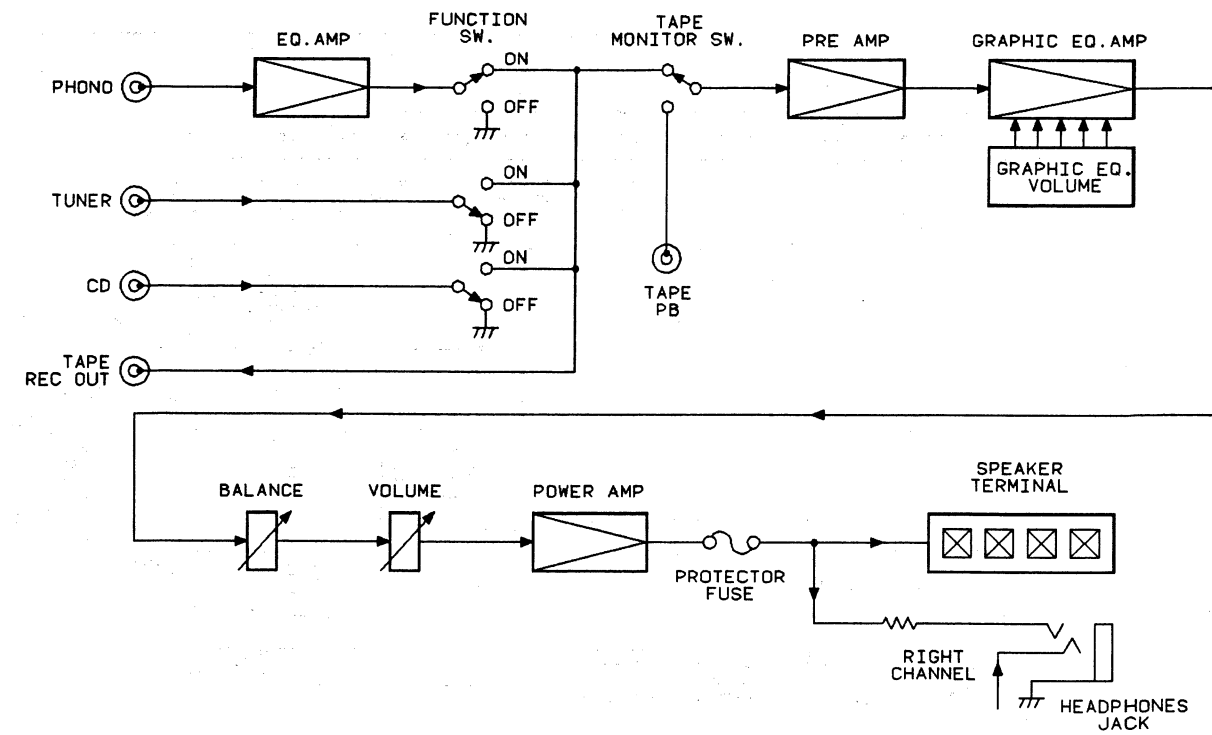 FUNCTION
SW.
TAPE
MONITOR SW.
EQ.AMP
PRE AMP
GRAPHIC EQ.AMP
ON
PHONO
OFF
GRAPHIC EQ.
VOLUME
ON
TUNER
OFF
ON
CD
OFF
TAPE
PB
TAPE
REC OUT
SPEAKER
TERMINAL
BALANCE
VOLUME
POWER AMP
PROTECTOR
FUSE
RIGHT
CHANNEL
HEADPHONES
JACK